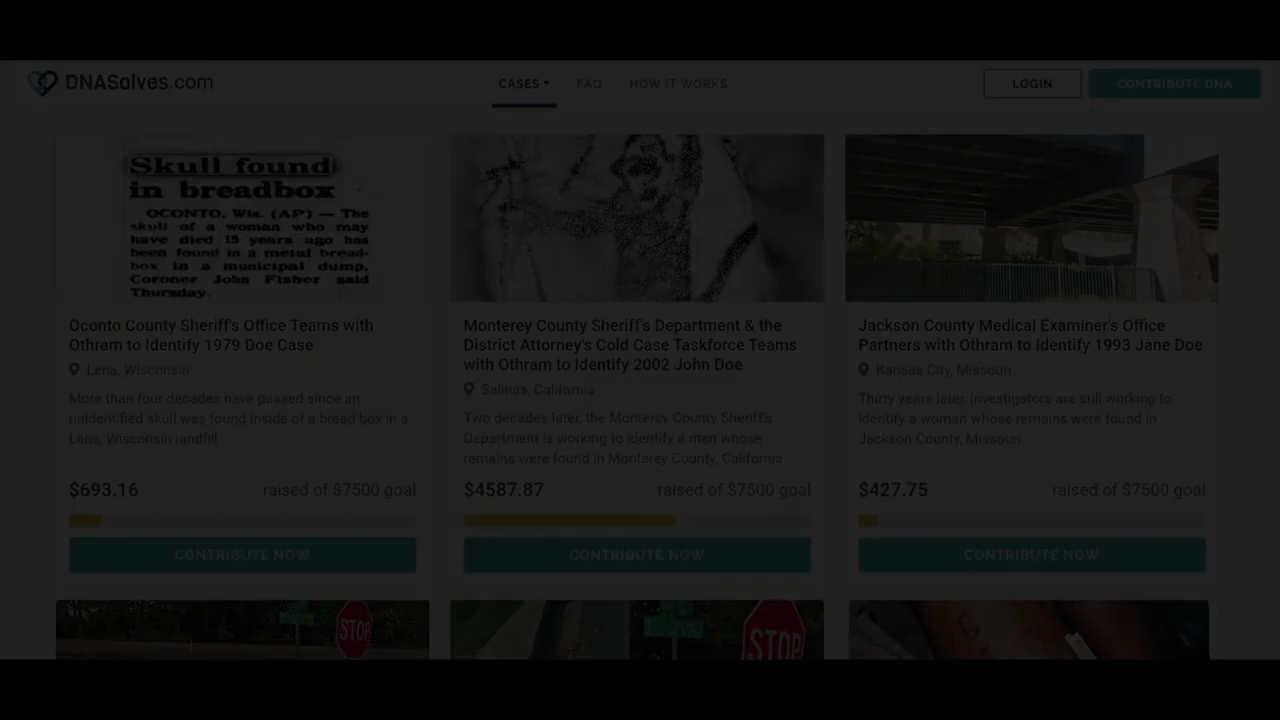 DNASolves.com
CASES
FAQ
HOW IT WORKS
LOGIN
CONTRIBUTE DNA
Skull found
in breadbox
OCONTO, Wis. (AP) — The
skull of a woman who may
have died 15 years ago has
been found in a metal bread-
box in a municipal dump,
Coroner John Fisher said
Thursday.
Oconto County Sheriff's Office Teams with
Othram to Identify 1979 Doe Case
Lena, Wisconsin
More than four decades have passed since an
unidentified skull was found inside of a bread box in a
Lena, Wisconsin landfill
$693.16 raised of $7500 goal
CONTRIBUTE NOW
Monterey County Sheriff's Department & the
District Attorney's Cold Case Taskforce Teams
with Othram to Identify 2002 John Doe
Salinas, California
Two decades later, the Monterey County Sheriff's
Department is working to identify a man whose
remains were found in Monterey County, California
$4587.87 raised of $7500 goal
CONTRIBUTE NOW
Jackson County Medical Examiner's Office
Partners with Othram to Identify 1993 Jane Doe
Kansas City, Missouri
Thirty years later, investigators are still working to
identify a woman whose remains were found in
Jackson County, Missouri
$427.75 raised of $7500 goal
CONTRIBUTE NOW
STOP
STOP